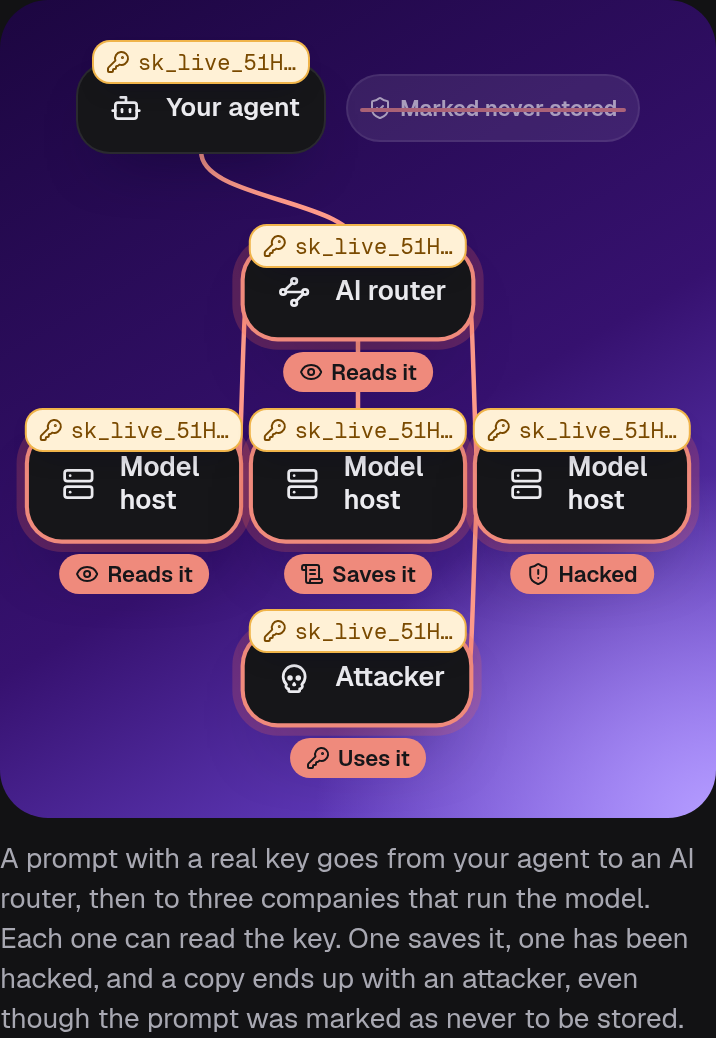 sk_live_51H…
Your agent
Marked never stored
sk_live_51H…
AI router
Reads it
sk_live_51H…
Model
host
Reads it
sk_live_51H…
Model
host
Saves it
sk_live_51H…
Model
host
Hacked
sk_live_51H…
Attacker
Uses it
A prompt with a real key goes from your agent to an AI
router, then to three companies that run the model.
Each one can read the key. One saves it, one has been
hacked, and a copy ends up with an attacker, even
though the prompt was marked as never to be stored.